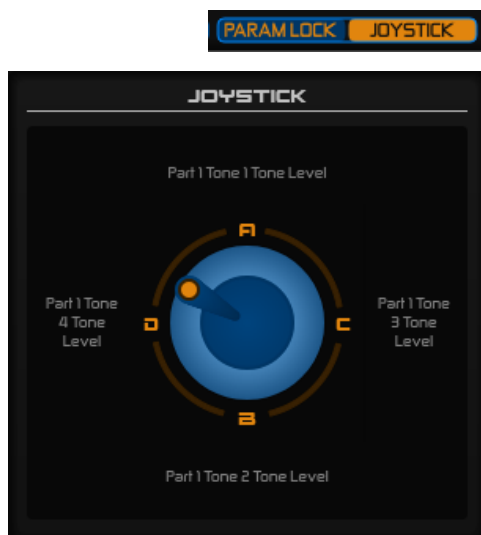 PARAM LOCK JOYSTICK
JOYSTICK
Part 1 Tone 1 Tone Level
A
Part 1 Tone
4 Tone
Level
D
C
Part 1 Tone
3 Tone
Level
B
Part 1 Tone 2 Tone Level